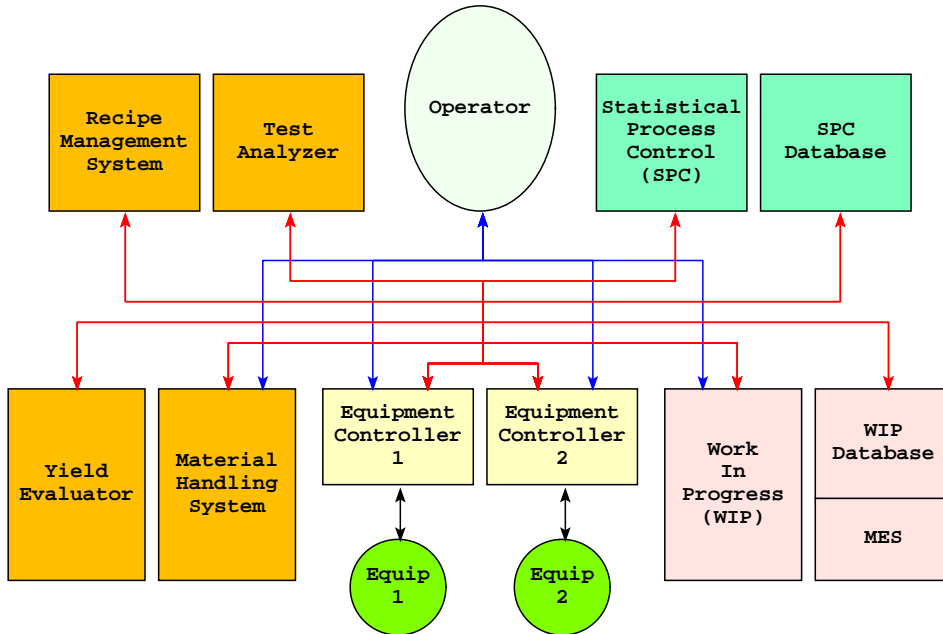 Recipe
Management
System
Test
Analyzer
Operator
Statistical
Process
Control
(SPC)
SPC
Database
Yield
Evaluator
Material
Handling
System
Equipment
Controller
1
Equipment
Controller
2
Work
In
Progress
(WIP)
WIP
Database
MES
Equip
1
Equip
2